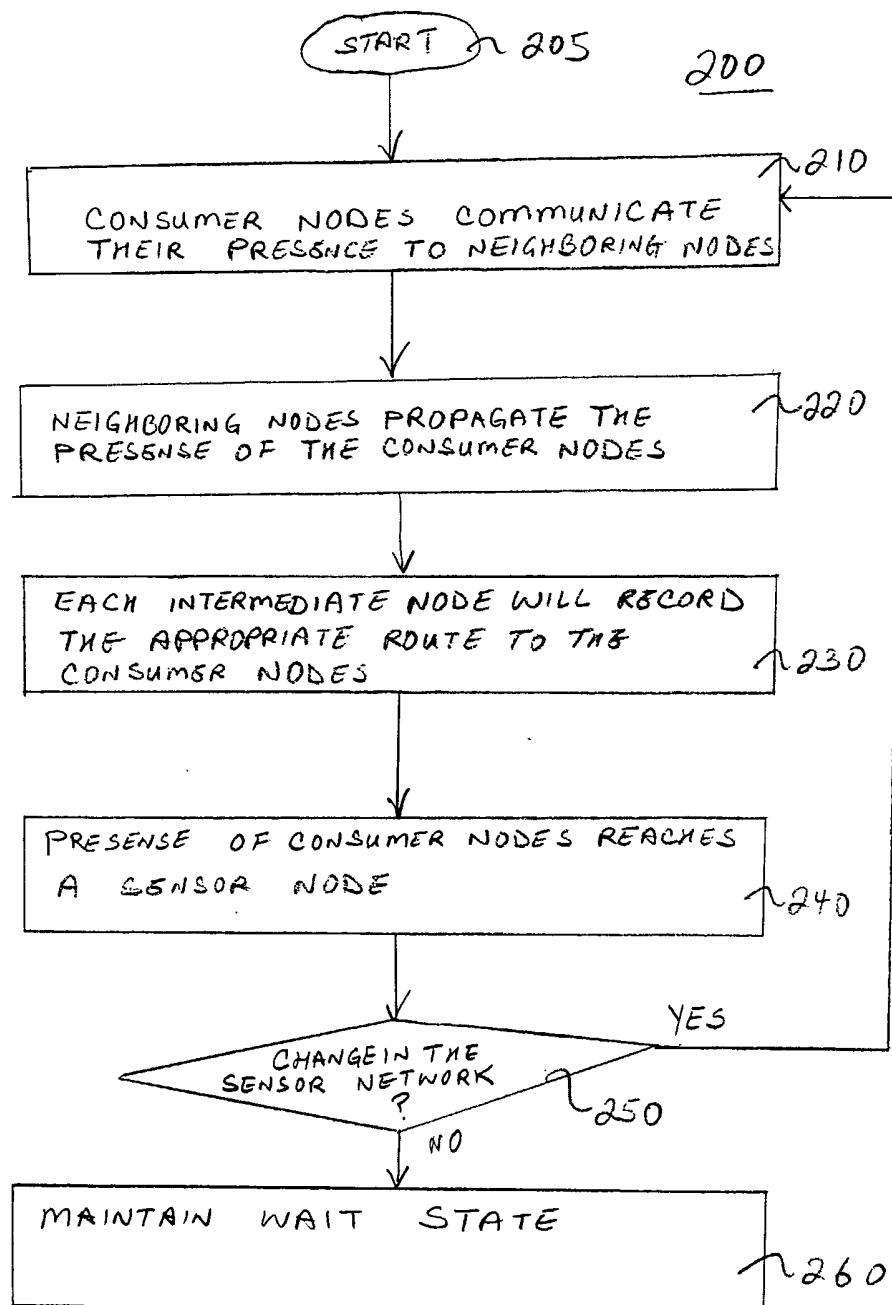 START 205
200
210
CONSUMER NODES COMMUNICATE
THEIR PRESENCE TO NEIGHBORING NODES
220
NEIGHBORING NODES PROPAGATE THE
PRESENSE OF THE CONSUMER NODES
EACH INTERMEDIATE NODE WILL RECORD
THE APPROPRIATE ROUTE TO THE
CONSUMER NODES
230
PRESENSE OF CONSUMER NODES REACHES
A SENSOR NODE
240
YES
CHANGE IN THE
SENSOR NETWORK
?
250
NO
MAINTAIN WAIT STATE
260